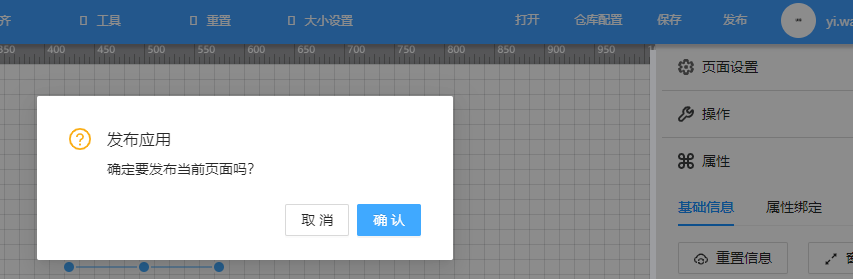 齐 工具 重置 大小设置 打开 仓库配置 保存 发布 yi.wa
350 400 450 500 550 600 650 700 750 800 850 900 950
页面设置
操作
发布应用
属性
确定要发布当前页面吗?
基础信息 属性绑定
取 消 确 认
重置信息